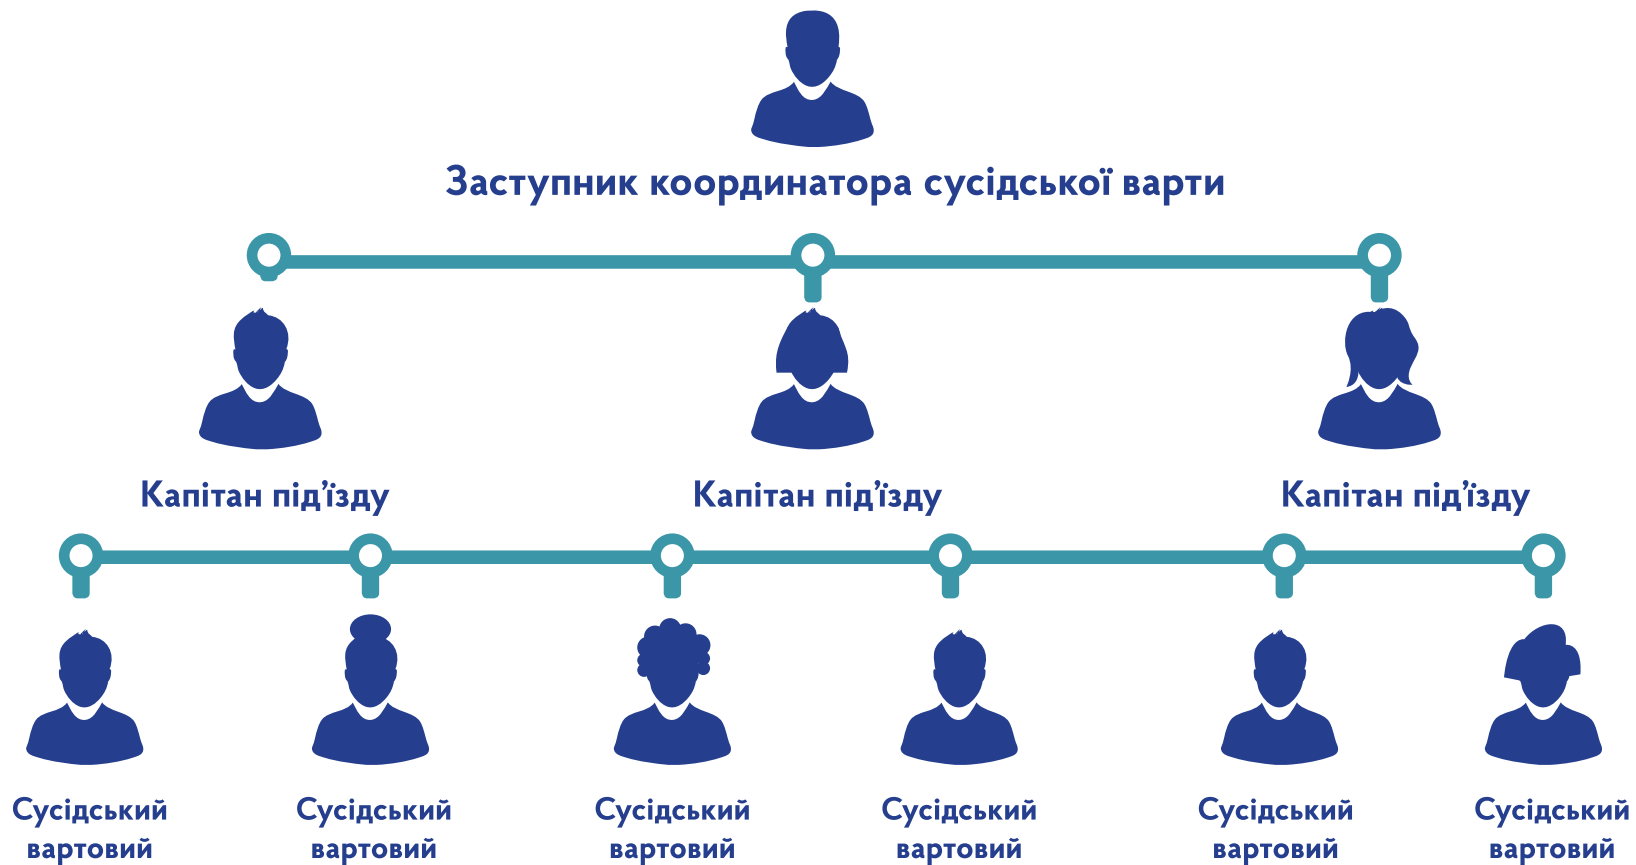 Заступник координатора сусідської варти
Капітан під’їзду
Капітан під’їзду
Капітан під’їзду
Сусідський
вартовий
Сусідський
вартовий
Сусідський
вартовий
Сусідський
вартовий
Сусідський
вартовий
Сусідський
вартовий